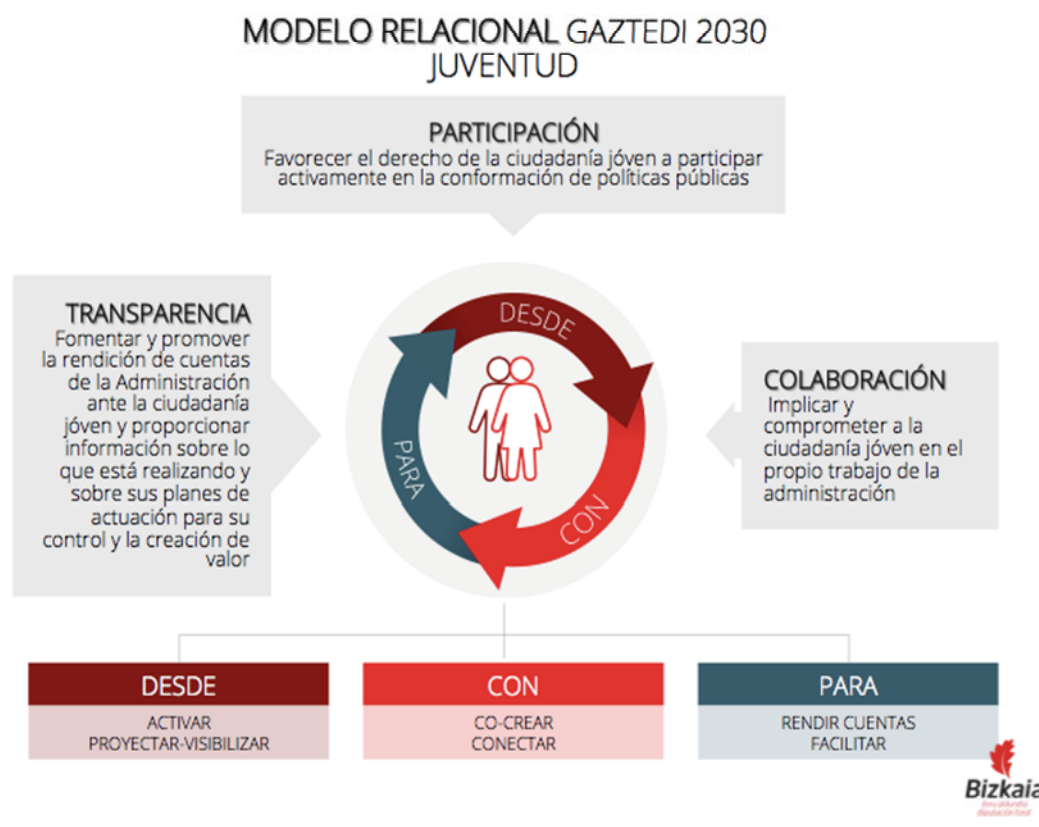 MODELO RELACIONAL GAZTEDI 2030
JUVENTUD
PARTICIPACIÓN
Favorecer el derecho de la ciudadanía jóven a participar
activamente en la conformación de políticas públicas
TRANSPARENCIA
Fomentar y promover
la rendición de cuentas
de la Administración
ante la ciudadanía
jóven y proporcionar
información sobre lo
que está realizando y
sobre sus planes de
actuación para su
control y la creación de
valor
DESDE
CON
PARA
COLABORACIÓN
Implicar y
comprometer a la
ciudadanía jóven en el
propio trabajo de la
administración
DESDE
ACTIVAR
PROYECTAR-VISIBILIZAR
CON
CO-CREAR
CONECTAR
PARA
RENDIR CUENTAS
FACILITAR
Bizkaia
foru aldundia
diputación foral